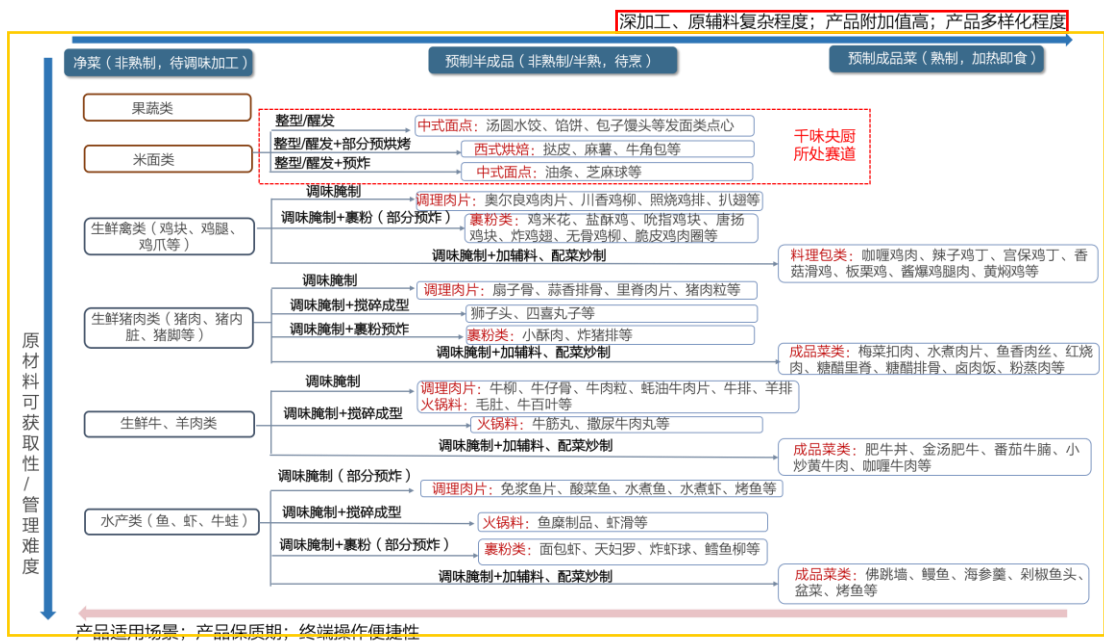 深加工、原辅料复杂程度；产品附加值高；产品多样化程度
净菜（非熟制，待调味加工）
预制半成品（非熟制/半熟，待烹）
预制成品菜（熟制，加热即食）
果蔬类
米面类
整型/醒发
中式面点：汤圆水饺、馅饼、包子馒头等发面类点心
整型/醒发+部分预烘烤
西式烘焙：挞皮、麻薯、牛角包等
整型/醒发+预炸
中式面点：油条、芝麻球等
千味央厨
所处赛道
生鲜禽类（鸡块、鸡腿、
鸡爪等）
调味腌制
调理肉片：奥尔良鸡肉片、川香鸡柳、照烧鸡排、扒翅等
调味腌制+裹粉（部分预炸）
裹粉类：鸡米花、盐酥鸡、吮指鸡块、唐扬
鸡块、炸鸡翅、无骨鸡柳、脆皮鸡肉圈等
调味腌制+加辅料、配菜炒制
料理包类：咖喱鸡肉、辣子鸡丁、宫保鸡丁、香
菇滑鸡、板栗鸡、酱爆鸡腿肉、黄焖鸡等
生鲜猪肉类（猪肉、猪内
脏、猪脚等）
调味腌制
调理肉片：扇子骨、蒜香排骨、里脊肉片、猪肉粒等
调味腌制+搅碎成型
狮子头、四喜丸子等
调味腌制+裹粉预炸
裹粉类：小酥肉、炸猪排等
调味腌制+加辅料、配菜炒制
成品菜类：梅菜扣肉、水煮肉片、鱼香肉丝、红烧
肉、糖醋里脊、糖醋排骨、卤肉饭、粉蒸肉等
生鲜牛、羊肉类
调味腌制
调理肉片：牛柳、牛仔骨、牛肉粒、蚝油牛肉片、牛排、羊排
火锅料：毛肚、牛百叶等
调味腌制+搅碎成型
火锅料：牛筋丸、撒尿牛肉丸等
调味腌制+加辅料、配菜炒制
成品菜类：肥牛丼、金汤肥牛、番茄牛腩、小
炒黄牛肉、咖喱牛肉等
水产类（鱼、虾、牛蛙）
调味腌制（部分预炸）
调理肉片：免浆鱼片、酸菜鱼、水煮鱼、水煮虾、烤鱼等
调味腌制+搅碎成型
火锅料：鱼糜制品、虾滑等
调味腌制+裹粉（部分预炸）
裹粉类：面包虾、天妇罗、炸虾球、鳕鱼柳等
调味腌制+加辅料、配菜炒制
成品菜类：佛跳墙、鳗鱼、海参羹、剁椒鱼头、
盆菜、烤鱼等
原材料可获取性/管理难度
产品适用场景；产品保质期；终端操作便捷性